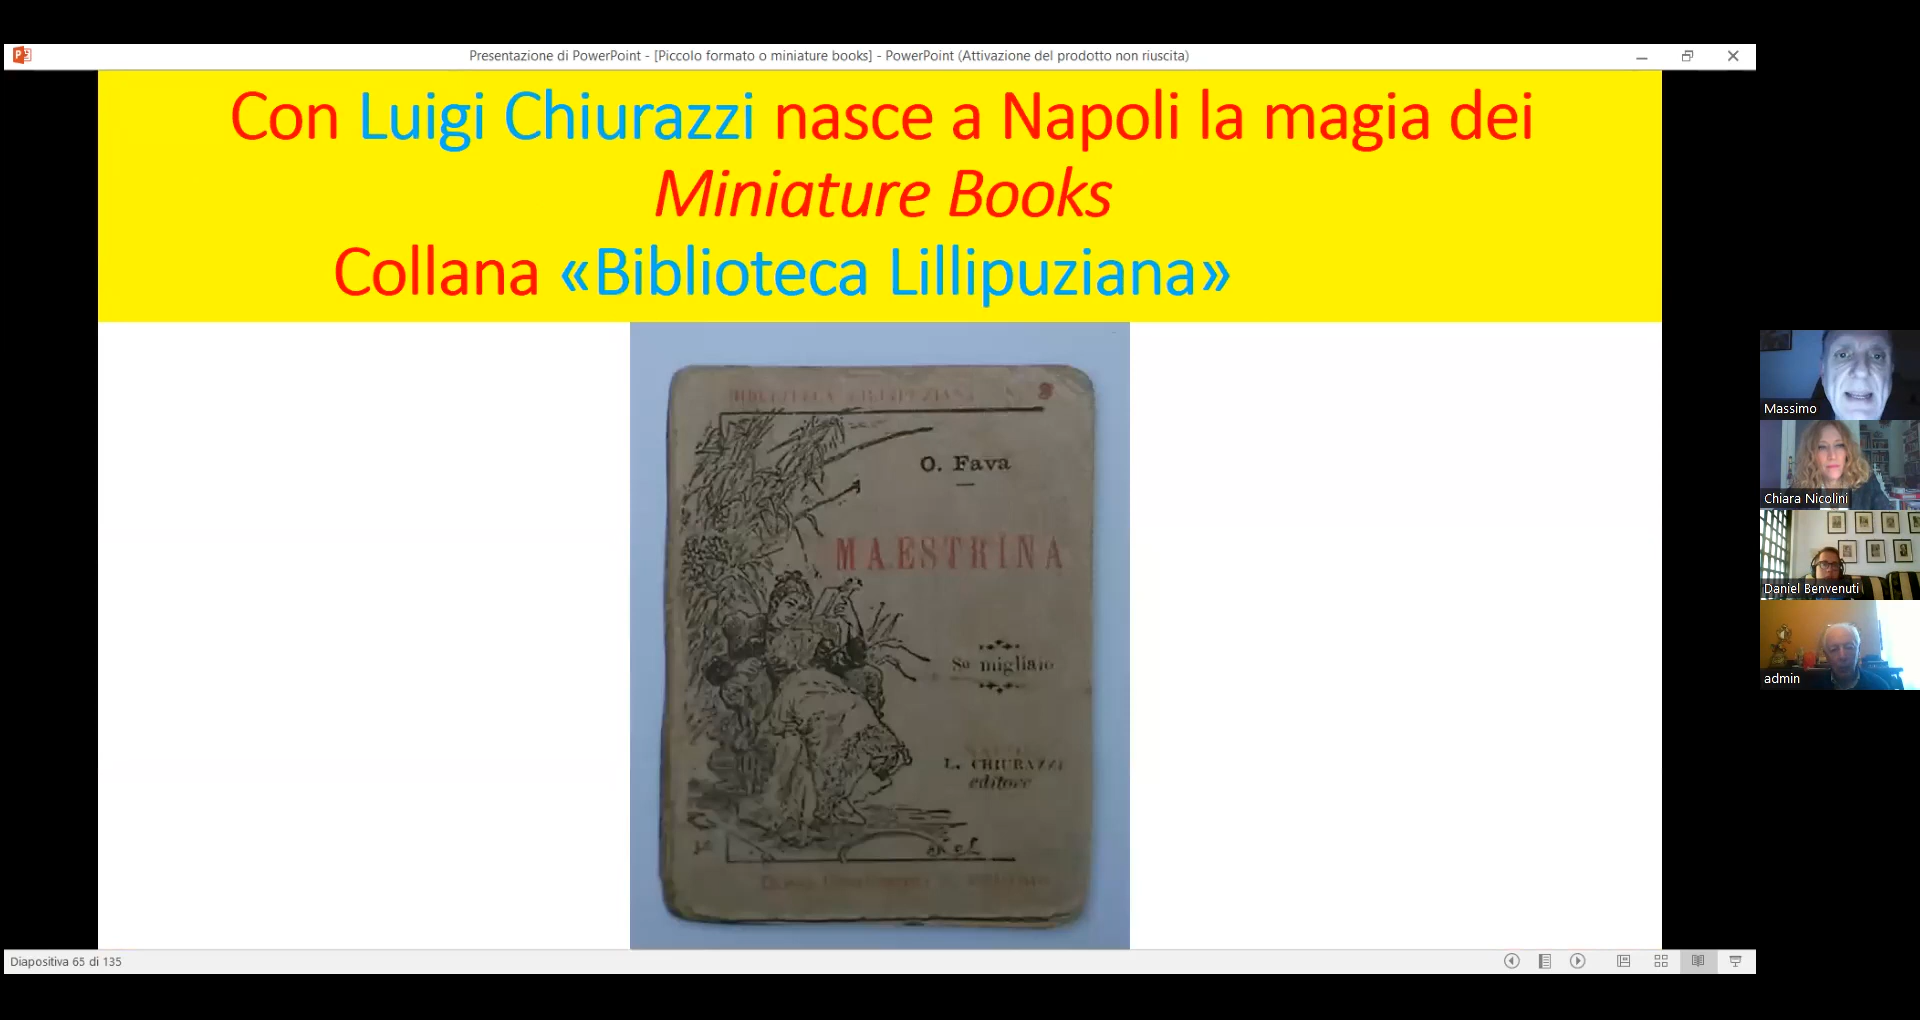 Presentazione di PowerPoint - [Piccolo formato o miniature books] - PowerPoint (Attivazione del prodotto non riuscita)
Con Luigi Chiurazzi nasce a Napoli la magia dei
Miniature Books
Collana «Biblioteca Lillipuziana»
BIBLIOTECA LILLIPUZIANA
O. Fava
MAESTRINA
migliaio
L. CHIURAZZI
editore
Massimo
Chiara Nicolini
Daniel Benvenuti
admin
Diapositiva 65 di 135